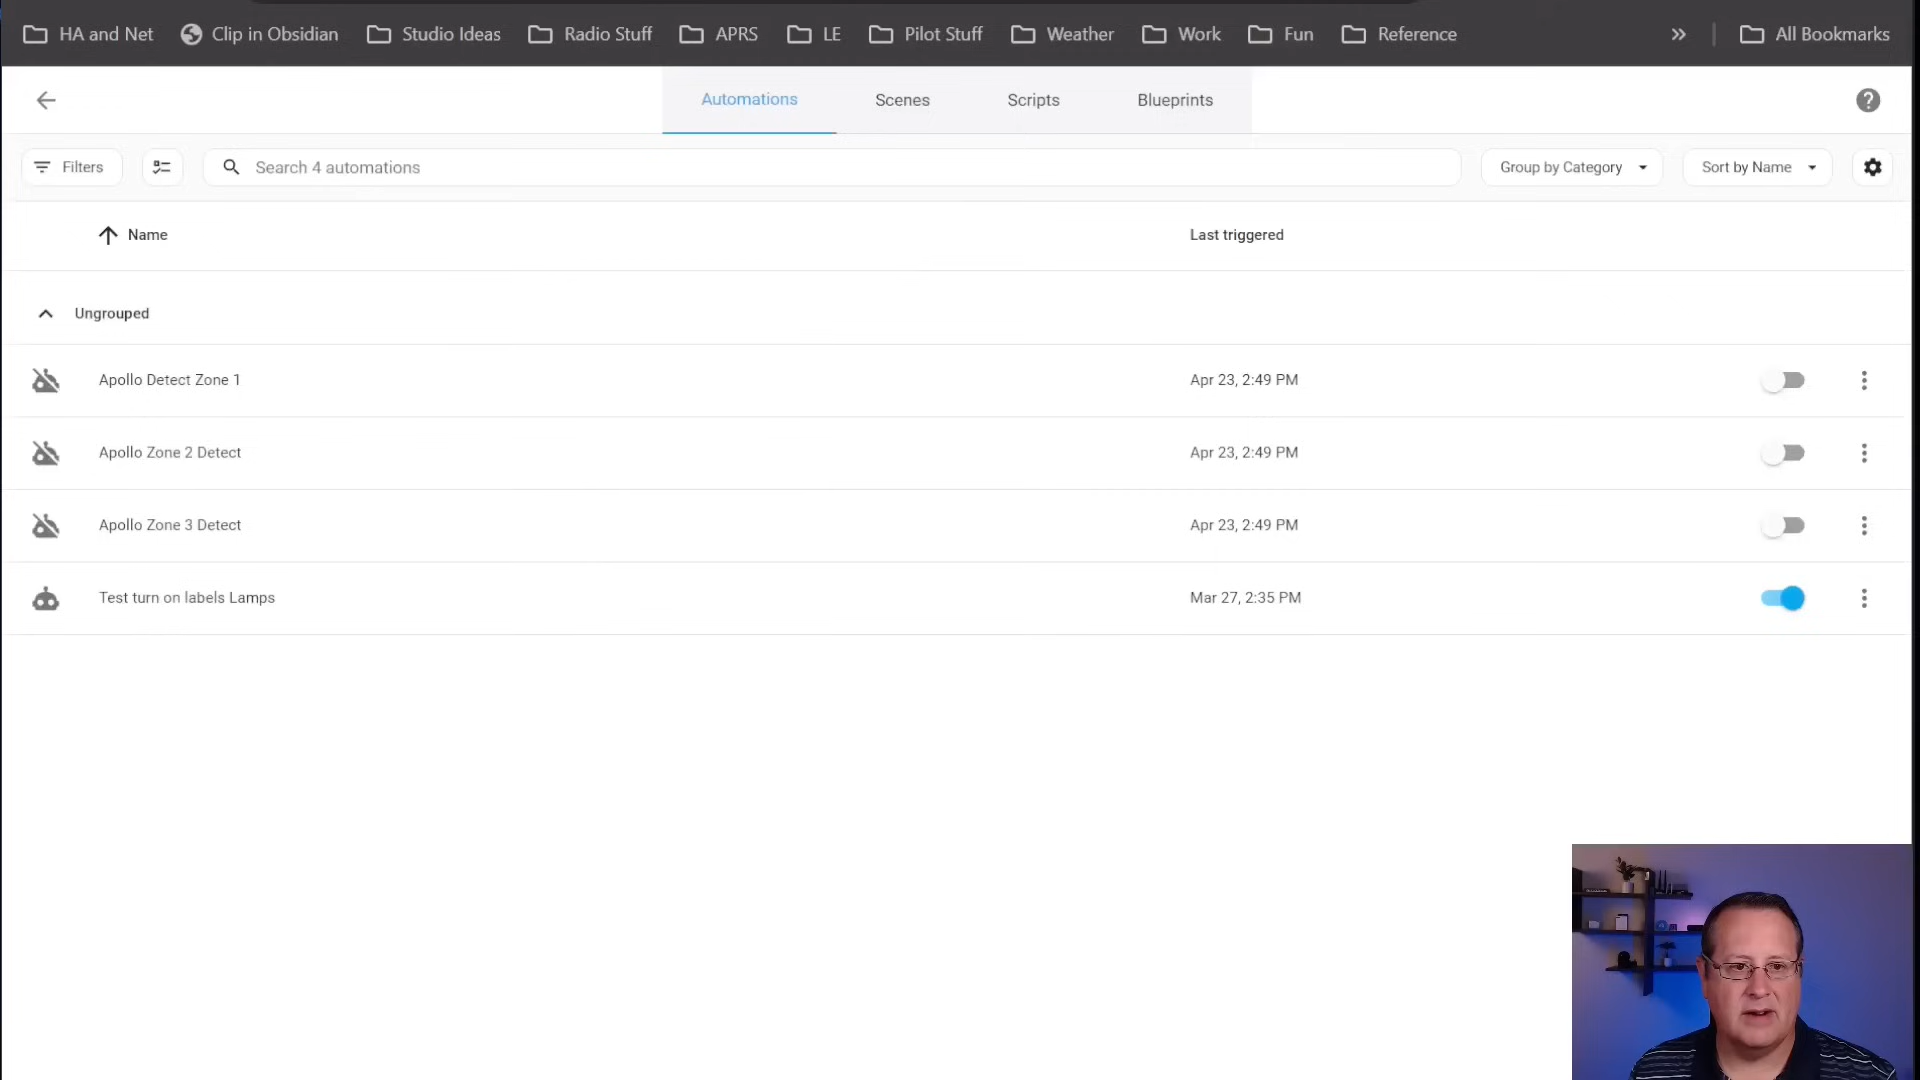 HA and Net Clip in Obsidian Studio Ideas Radio Stuff APRS LE Pilot Stuff Weather Work Fun Reference » All Bookmarks
Automations Scenes Scripts Blueprints ?
Filters Search 4 automations Group by Category Sort by Name
Name Last triggered
Ungrouped
Apollo Detect Zone 1 Apr 23, 2:49 PM
Apollo Zone 2 Detect Apr 23, 2:49 PM
Apollo Zone 3 Detect Apr 23, 2:49 PM
Test turn on labels Lamps Mar 27, 2:35 PM